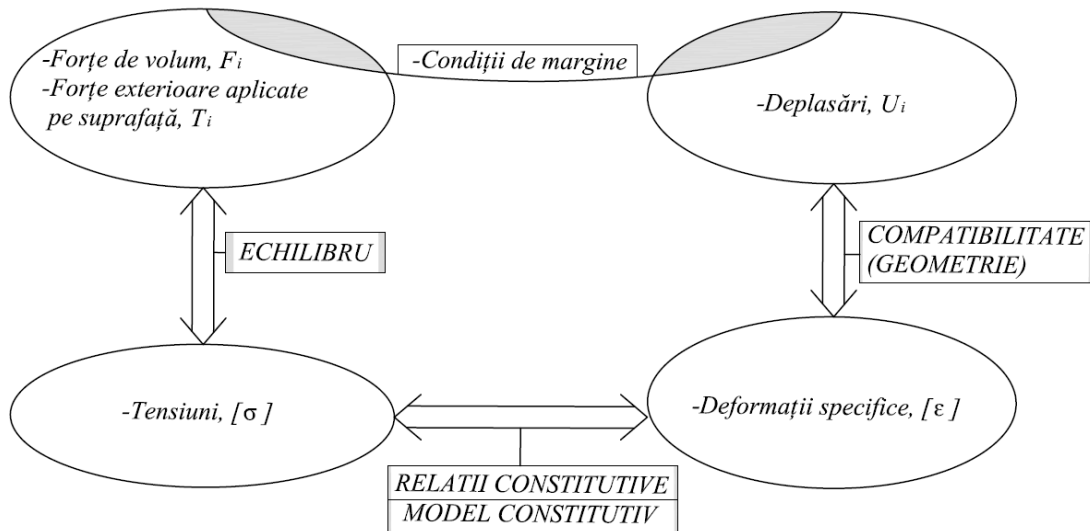 -Forțe de volum, Fi
-Forțe exterioare aplicate
pe suprafață, Ti
-Condiții de margine
-Deplasări, Ui
ECHILIBRU
COMPATIBILITATE
(GEOMETRIE)
-Tensiuni, [σ]
-Deformații specifice, [ε]
RELATII CONSTITUTIVE
MODEL CONSTITUTIV